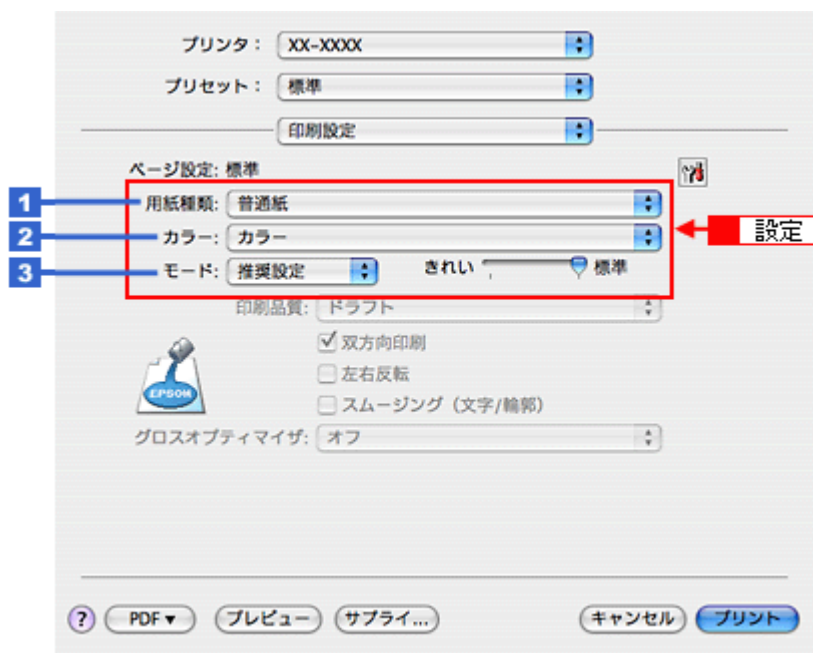 プリンタ： XX-XXXX
プリセット： 標準
印刷設定
ページ設定: 標準
1 用紙種類: 普通紙
2 カラー: カラー 設定
3 モード: 推奨設定 きれい 標準
印刷品質: ドラフト
双方向印刷
左右反転
EPSON スムージング（文字/輪郭）
グロスオプティマイザ: オフ
? PDF▼ プレビュー サプライ... キャンセル プリント